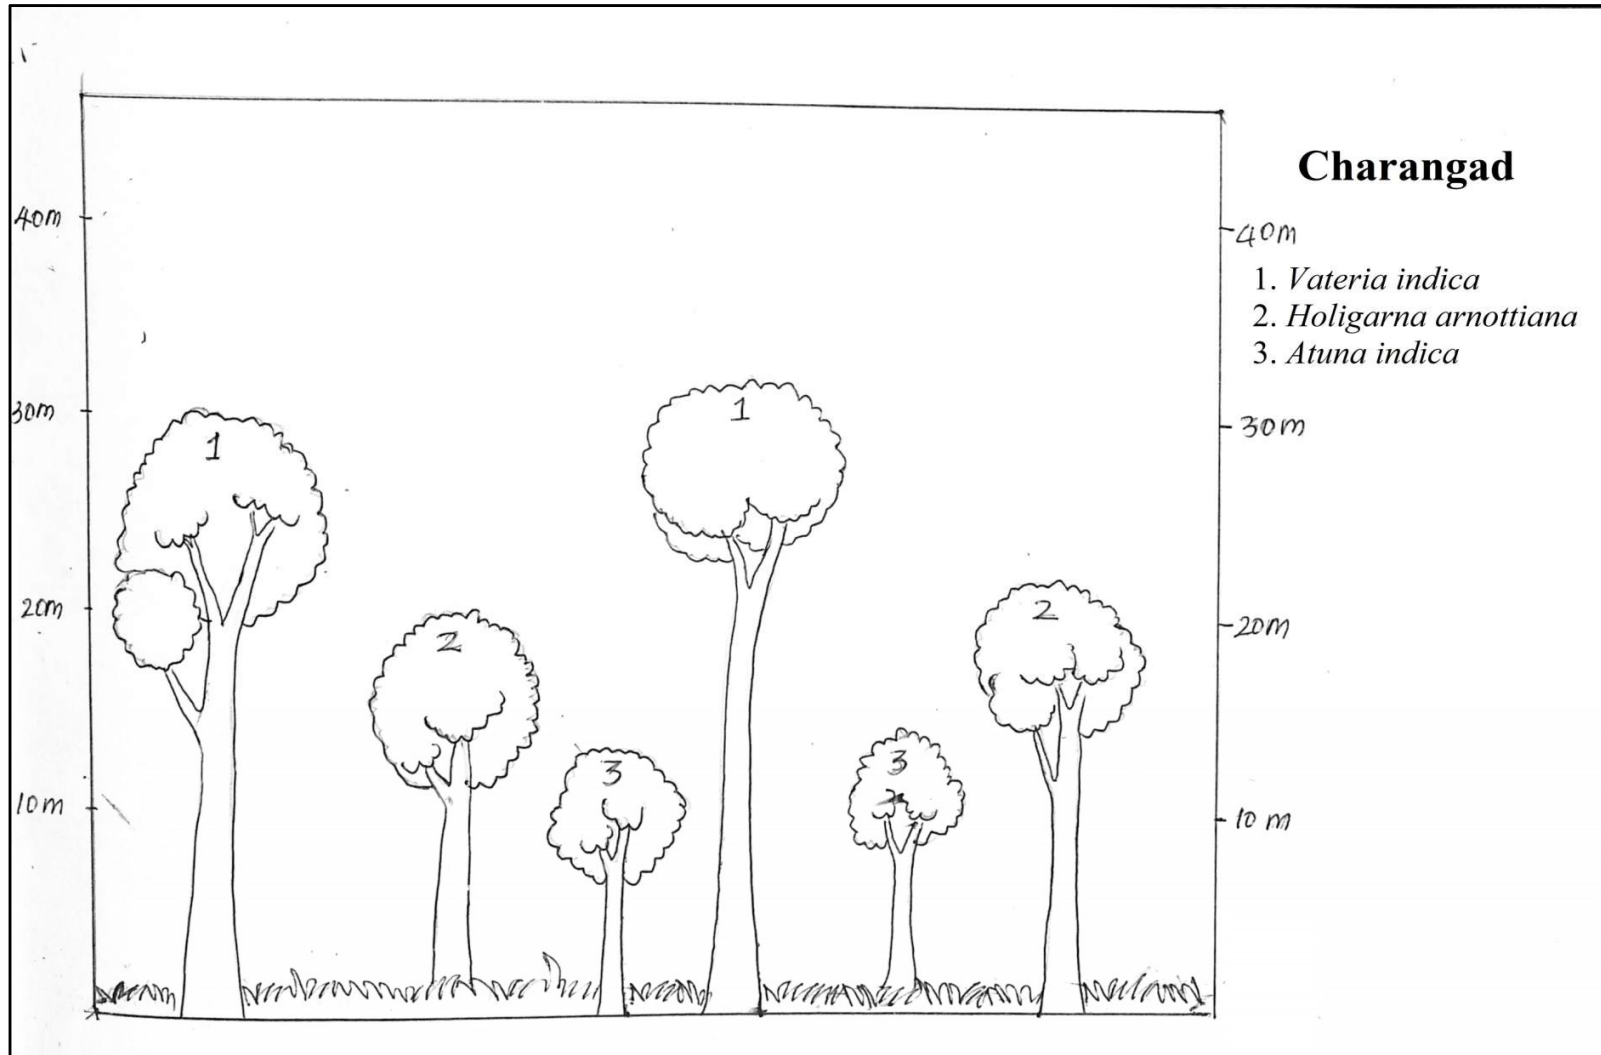 Charangad
40m
40m
1. Vateria indica
2. Holigarna arnottiana
3. Atuna indica
30m
30m
1
1
20m
20m
2
2
3
3
10m
10m